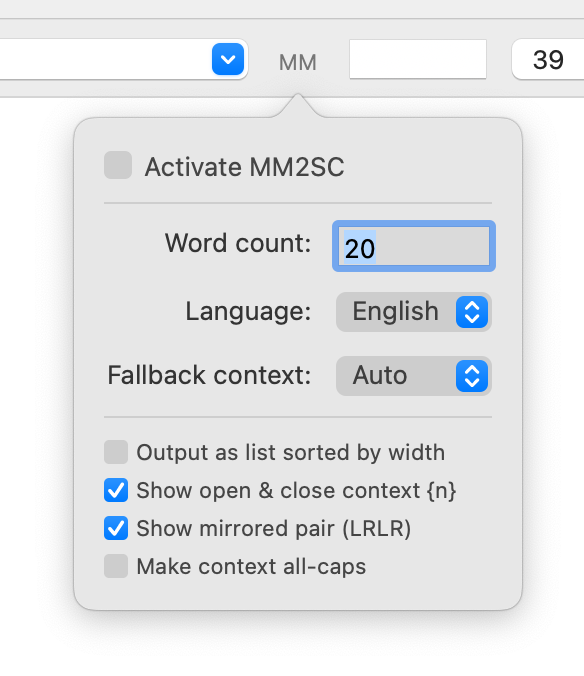 MM 39
Activate MM2SC
Word count: 20
Language: English
Fallback context: Auto
Output as list sorted by width
Show open & close context {n}
Show mirrored pair (LRLR)
Make context all-caps